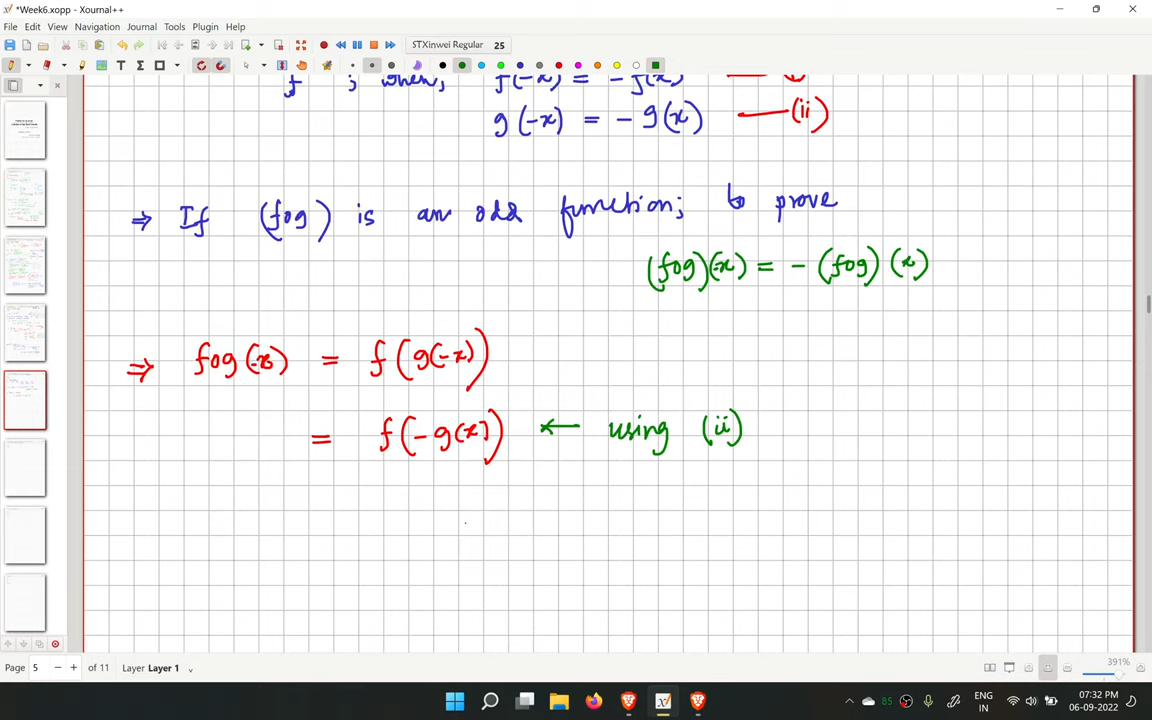 *Week6.xopp - Xournal++
File Edit View Navigation Journal Tools Plugin Help
STXinwei Regular 25
f ; when, f(-x) = - f(x)
g(-x) = - g(x) — (ii)
⇒ If (fog) is an odd function; to prove
(fog)(-x) = - (fog) (x)
⇒ fog(-x) = f(g(-x))
= f(-g(x)) ← using (ii)
Page 5 of 11 Layer Layer 1 391%
85 ENG IN 07:32 PM 06-09-2022